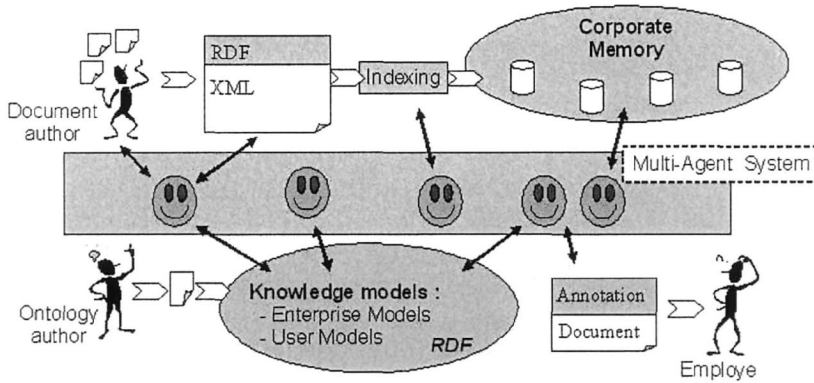 Corporate
Memory
RDF
XML
Indexing
Document
author
Multi-Agent System
Ontology
author
Knowledge models :
- Enterprise Models
- User Models
RDF
Annotation
Document
Employe